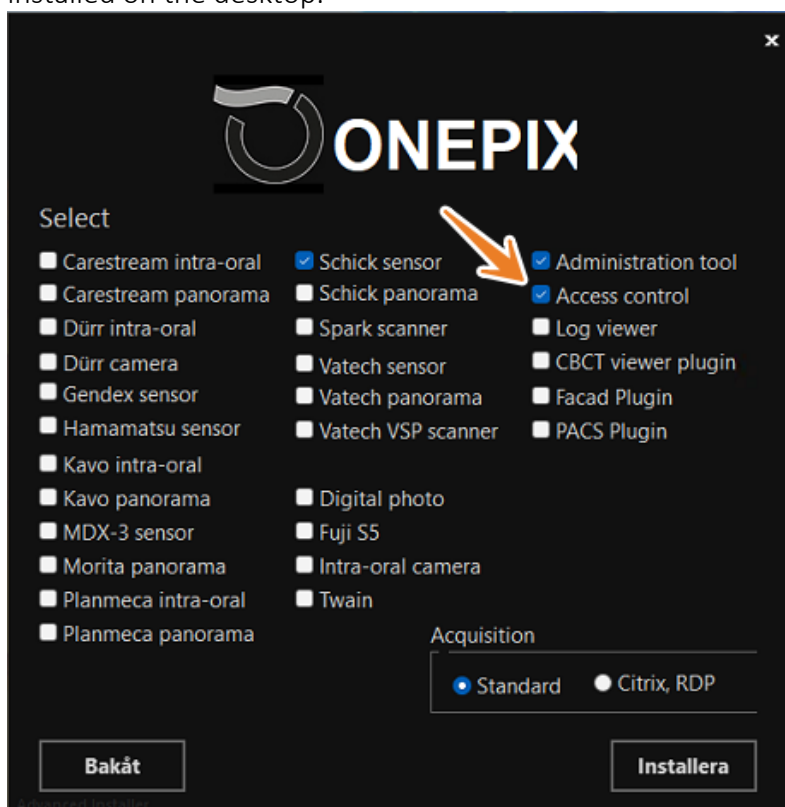 installed on the desktop.
x
ONEPIX
Select
Carestream intra-oral
Carestream panorama
Dürr intra-oral
Dürr camera
Gendex sensor
Hamamatsu sensor
Kavo intra-oral
Kavo panorama
MDX-3 sensor
Morita panorama
Planmeca intra-oral
Planmeca panorama
Schick sensor
Schick panorama
Spark scanner
Vatech sensor
Vatech panorama
Vatech VSP scanner
Digital photo
Fuji S5
Intra-oral camera
Twain
Administration tool
Access control
Log viewer
CBCT viewer plugin
Facad Plugin
PACS Plugin
Acquisition
Standard
Citrix, RDP
Bakåt
Installera
Advanced Installer